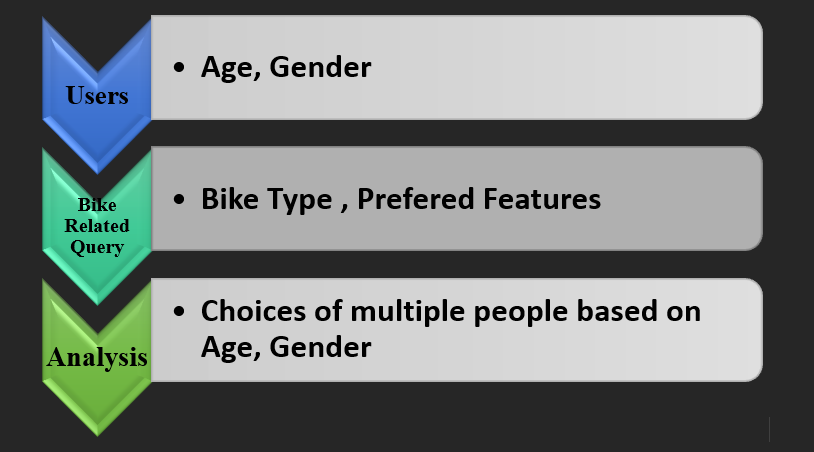 Users
• Age, Gender
Bike
Related
Query
• Bike Type , Prefered Features
Analysis
• Choices of multiple people based on
Age, Gender